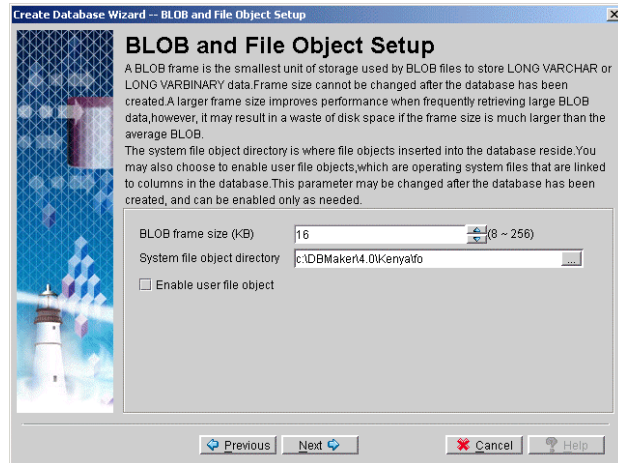 Create Database Wizard -- BLOB and File Object Setup
BLOB and File Object Setup
A BLOB frame is the smallest unit of storage used by BLOB files to store LONG VARCHAR or
LONG VARBINARY data.Frame size cannot be changed after the database has been
created.A larger frame size improves performance when frequently retrieving large BLOB
data,however, it may result in a waste of disk space if the frame size is much larger than the
average BLOB.
The system file object directory is where file objects inserted into the database reside.You
may also choose to enable user file objects,which are operating system files that are linked
to columns in the database.This parameter may be changed after the database has been
created, and can be enabled only as needed.
BLOB frame size (KB) 16 (8 ~ 256)
System file object directory c:\DBMaker\4.0\Kenya\fo ...
Enable user file object
Previous Next Cancel Help